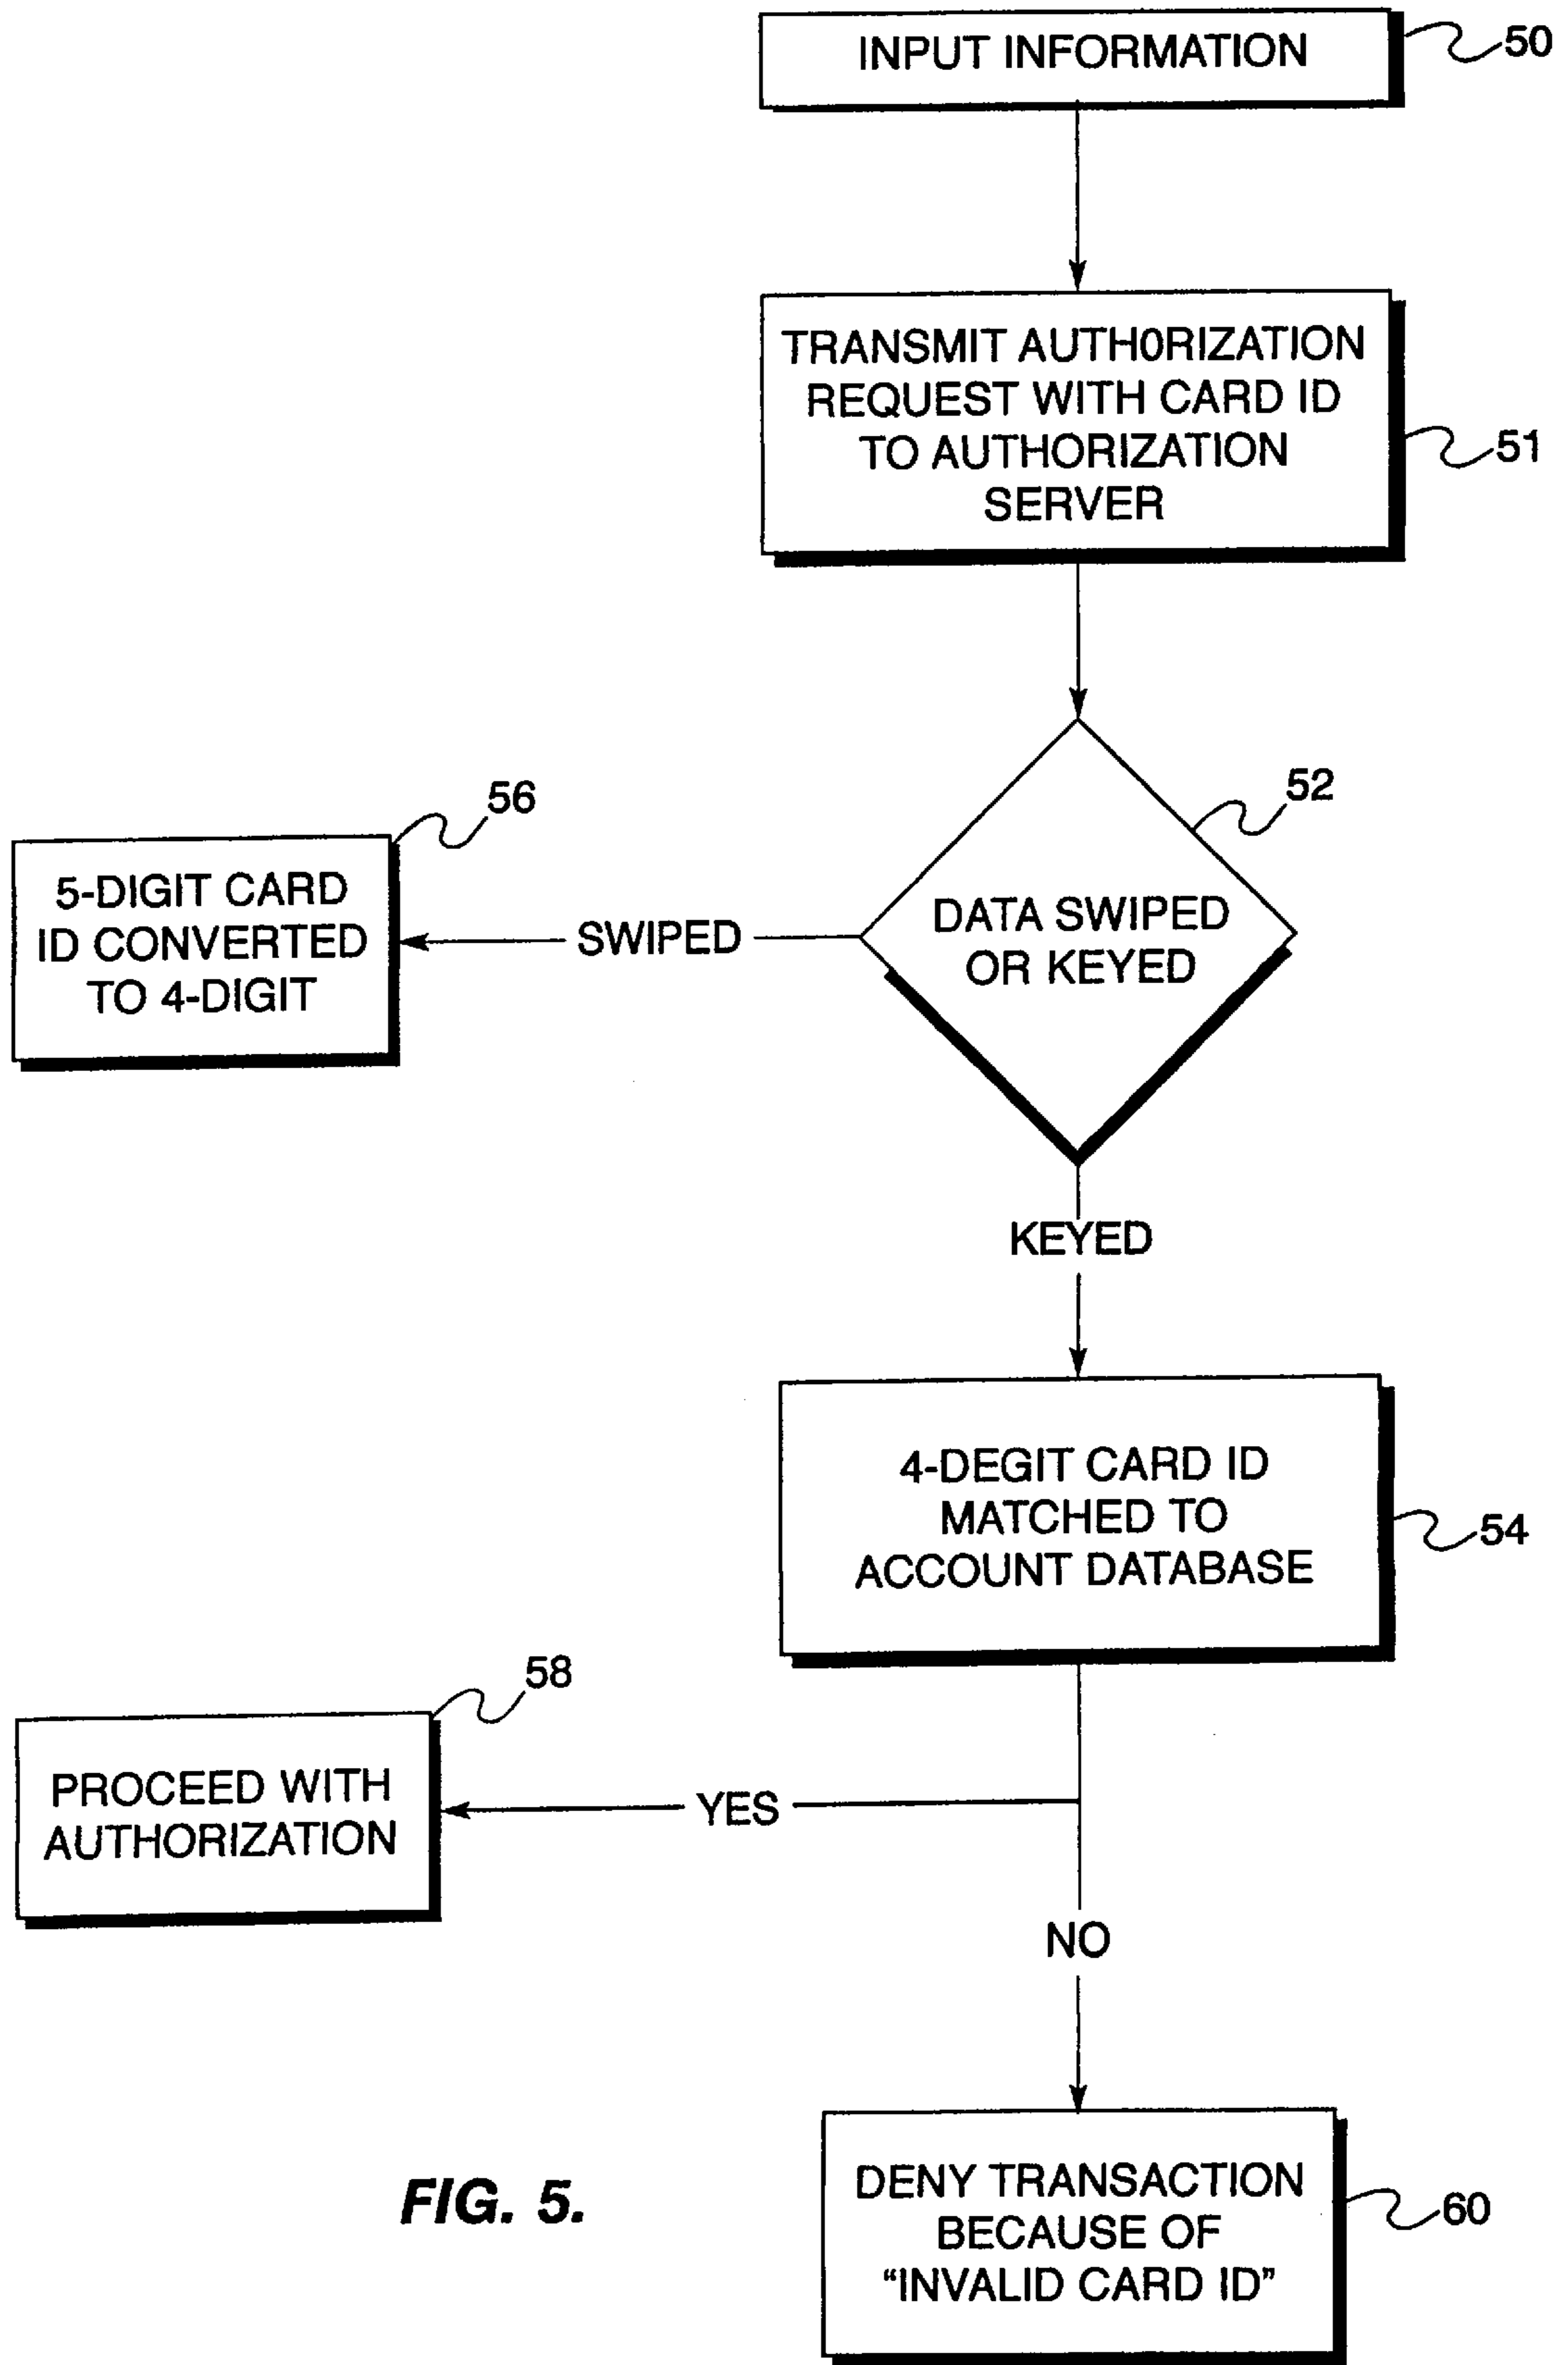 INPUT INFORMATION
50
TRANSMIT AUTH0RIZATION
REQUEST WITH CARD ID
TO AUTHORIZATION
SERVER
51
52
DATA SWIPED
OR KEYED
SWIPED
56
5-DIGIT CARD
ID CONVERTED
TO 4-DIGIT
KEYED
4-DEGIT CARD ID
MATCHED TO
ACCOUNT DATABASE
54
YES
58
PROCEED WITH
AUTHORIZATION
NO
DENY TRANSACTION
BECAUSE OF
“INVALID CARD ID”
60
FIG. 5.